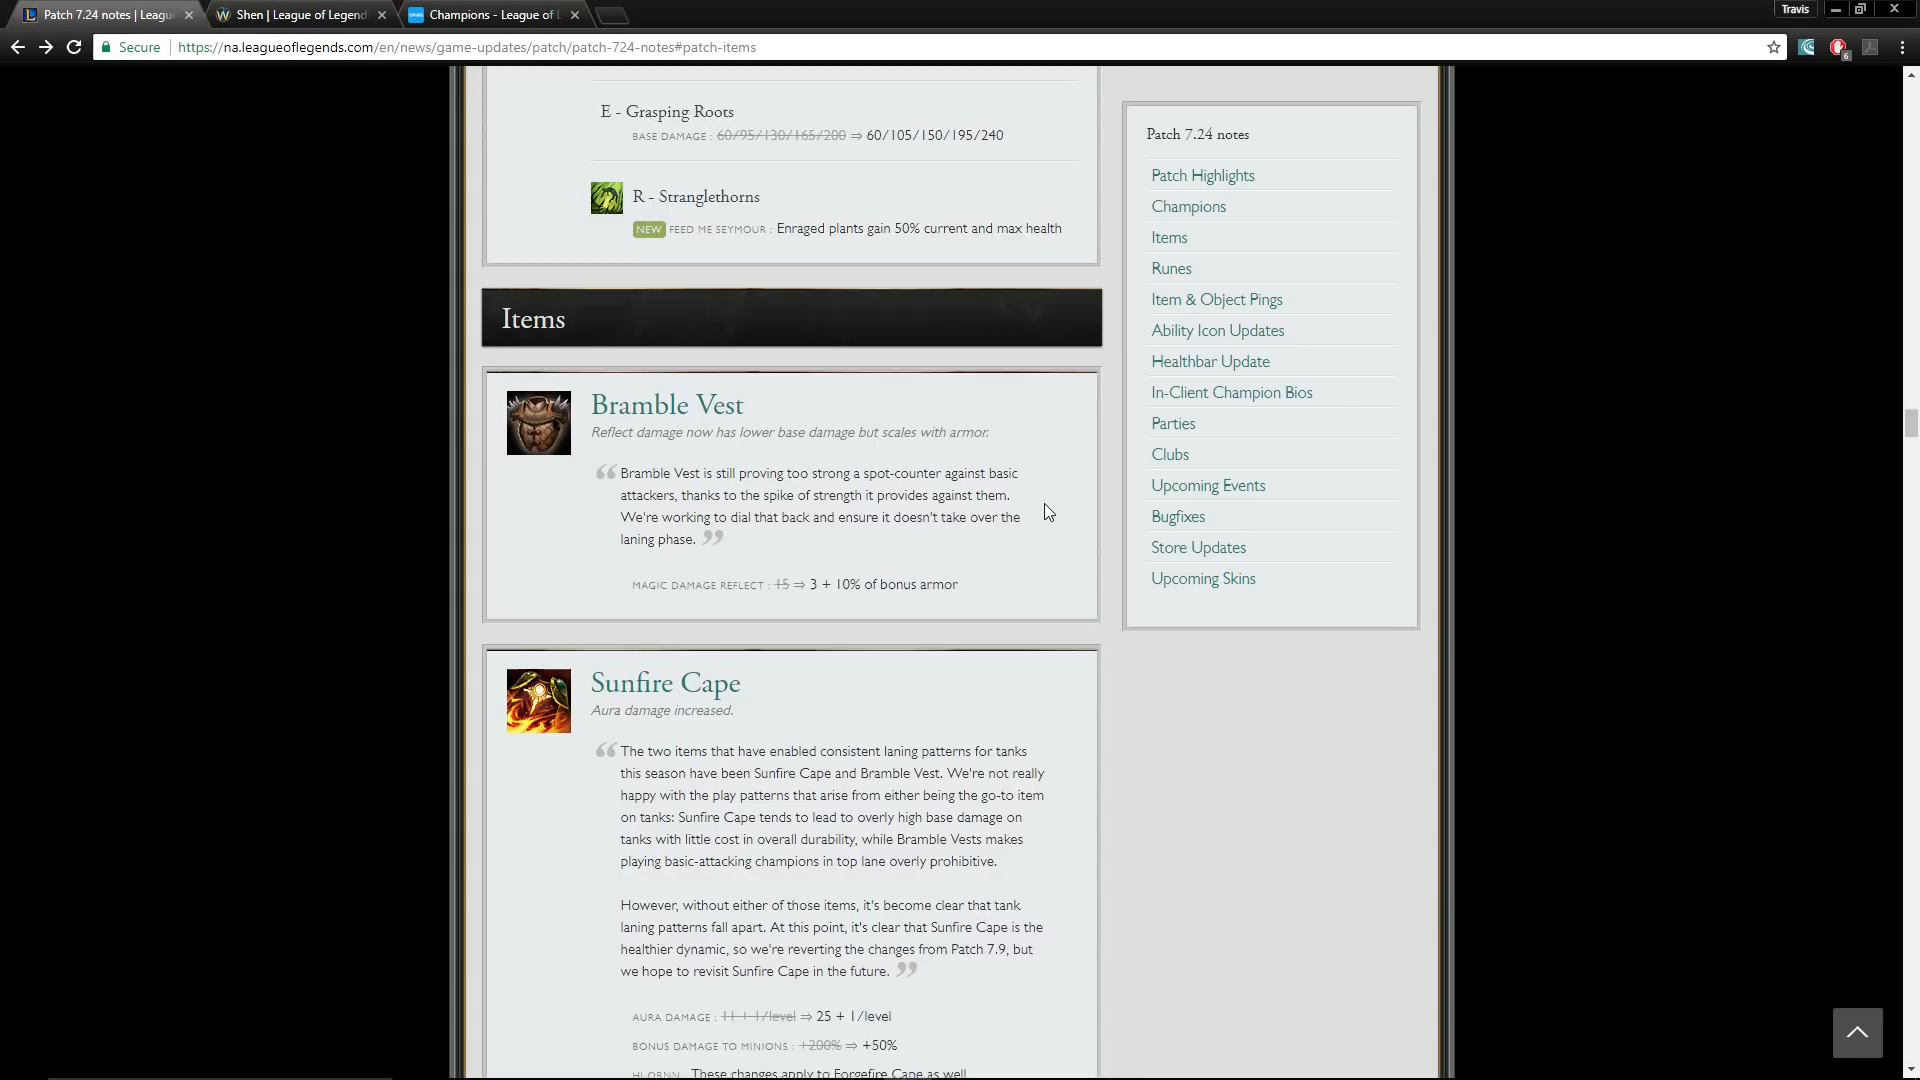 Patch 7.24 notes | Leagu
Shen | League of Legend
Champions - League of L
Travis
Secure
https://na.leagueoflegends.com/en/news/game-updates/patch/patch-724-notes#patch-items
6
E - Grasping Roots
BASE DAMAGE : 60/95/130/165/200 ⇒ 60/105/150/195/240
R - Stranglethorns
NEW FEED ME SEYMOUR : Enraged plants gain 50% current and max health
Items
Bramble Vest
Reflect damage now has lower base damage but scales with armor.
“ Bramble Vest is still proving too strong a spot-counter against basic
attackers, thanks to the spike of strength it provides against them.
We're working to dial that back and ensure it doesn't take over the
laning phase. ”
MAGIC DAMAGE REFLECT : 15 ⇒ 3 + 10% of bonus armor
Sunfire Cape
Aura damage increased.
“ The two items that have enabled consistent laning patterns for tanks
this season have been Sunfire Cape and Bramble Vest. We're not really
happy with the play patterns that arise from either being the go-to item
on tanks: Sunfire Cape tends to lead to overly high base damage on
tanks with little cost in overall durability, while Bramble Vests makes
playing basic-attacking champions in top lane overly prohibitive.
However, without either of those items, it's become clear that tank
laning patterns fall apart. At this point, it's clear that Sunfire Cape is the
healthier dynamic, so we're reverting the changes from Patch 7.9, but
we hope to revisit Sunfire Cape in the future. ”
AURA DAMAGE : 11 + 1/level ⇒ 25 + 1/level
BONUS DAMAGE TO MINIONS : +200% ⇒ +50%
These changes apply to Forgefire Cape as well
Patch 7.24 notes
Patch Highlights
Champions
Items
Runes
Item & Object Pings
Ability Icon Updates
Healthbar Update
In-Client Champion Bios
Parties
Clubs
Upcoming Events
Bugfixes
Store Updates
Upcoming Skins